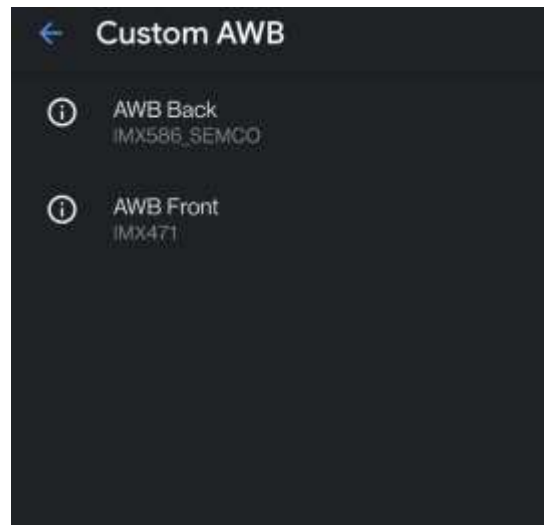 Custom AWB
AWB Back
IMX586_SEMCO
AWB Front
IMX471